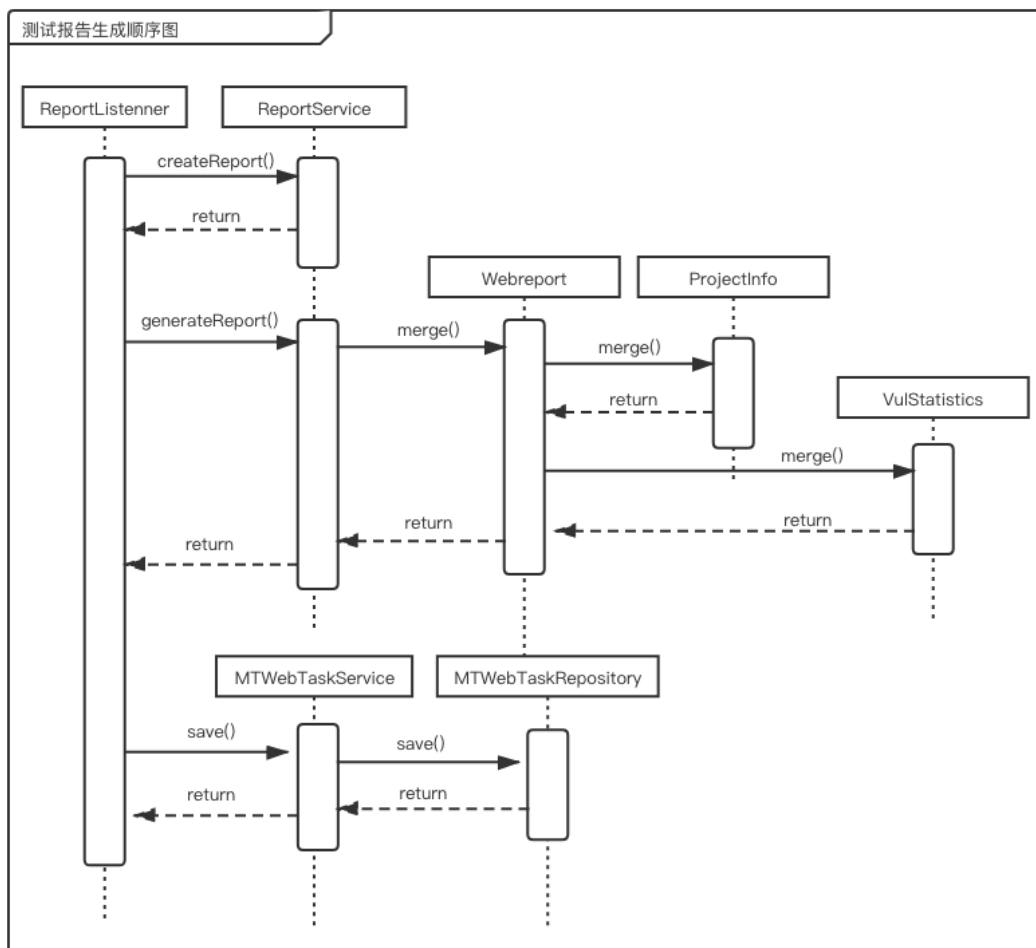 测试报告生成顺序图
ReportListenner
ReportService
createReport()
return
Webreport
ProjectInfo
generateReport()
merge()
merge()
return
VulStatistics
merge()
return
return
return
MTWebTaskService
MTWebTaskRepository
save()
save()
return
return